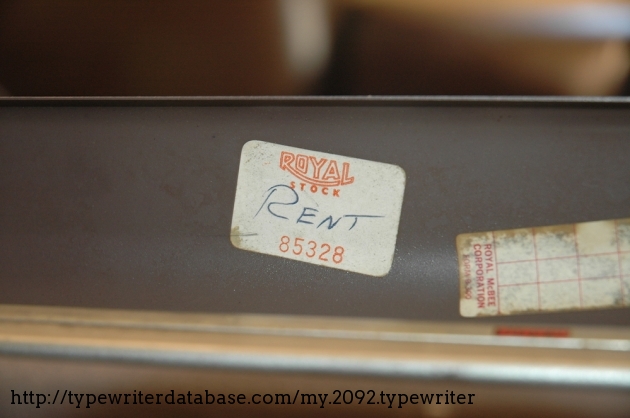 ROYAL
STOCK
RENT
85328
ROYAL McBEE
CORPORATION
http://typewriterdatabase.com/my.2092.typewriter